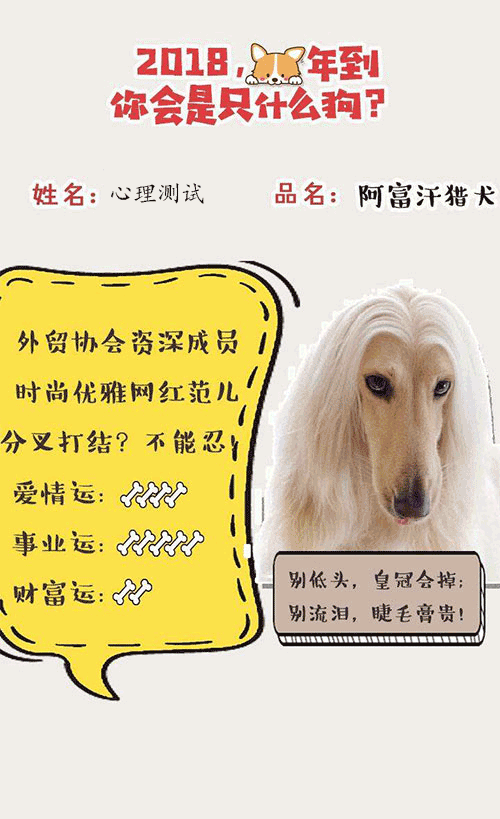 2018，年到
你会是只什么狗？
姓名：心理测试
品名：阿富汗猎犬
外贸协会资深成员
时尚优雅网红范儿
分叉打结？不能忍！
爱情运：
事业运：
财富运：
别低头，皇冠会掉；
别流泪，睫毛膏贵！